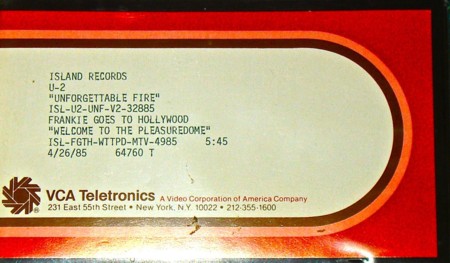 ISLAND RECORDS
U-2
"UNFORGETTABLE FIRE"
ISL-U2-UNF-V2-32885
FRANKIE GOES TO HOLLYWOOD
"WELCOME TO THE PLEASUREDOME"
ISL-FGTH-WTTPD-MTV-4985 5:45
4/26/85 64760 T
VCA Teletronics A Video Corporation of America Company
231 East 55th Street • New York, N.Y. 10022 • 212-355-1600